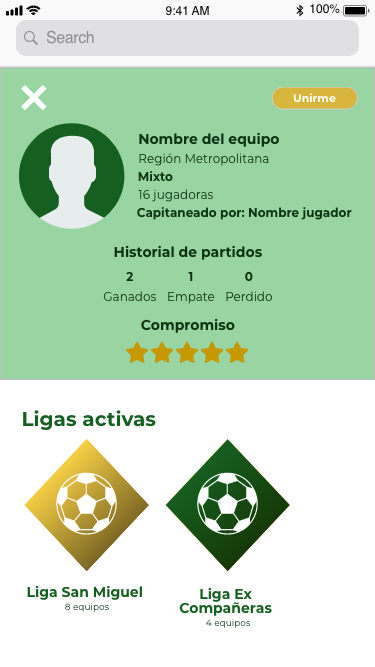 9:41 AM
100%
Search
Unirme
Nombre del equipo
Región Metropolitana
Mixto
16 jugadoras
Capitaneado por: Nombre jugador
Historial de partidos
2 1 0
Ganados Empate Perdido
Compromiso
Ligas activas
Liga San Miguel
8 equipos
Liga Ex
Compañeras
4 equipos